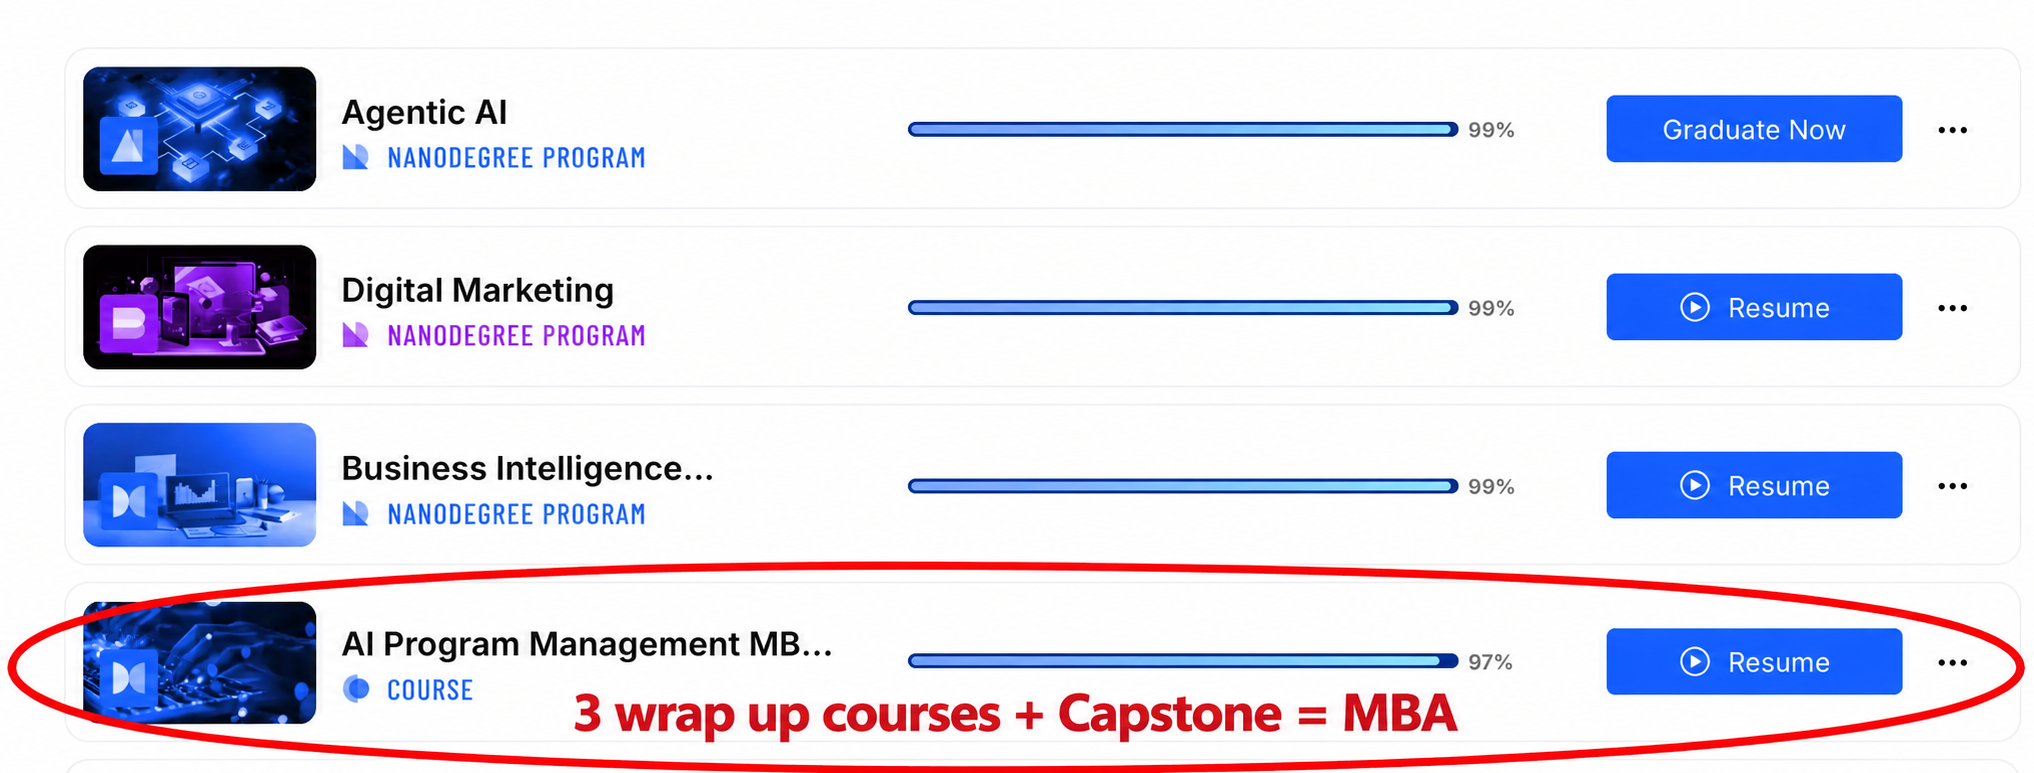 Agentic AI
NANODEGREE PROGRAM
99%
Graduate Now
Digital Marketing
NANODEGREE PROGRAM
99%
Resume
Business Intelligence...
NANODEGREE PROGRAM
99%
Resume
AI Program Management MB...
COURSE
97%
Resume
3 wrap up courses + Capstone = MBA